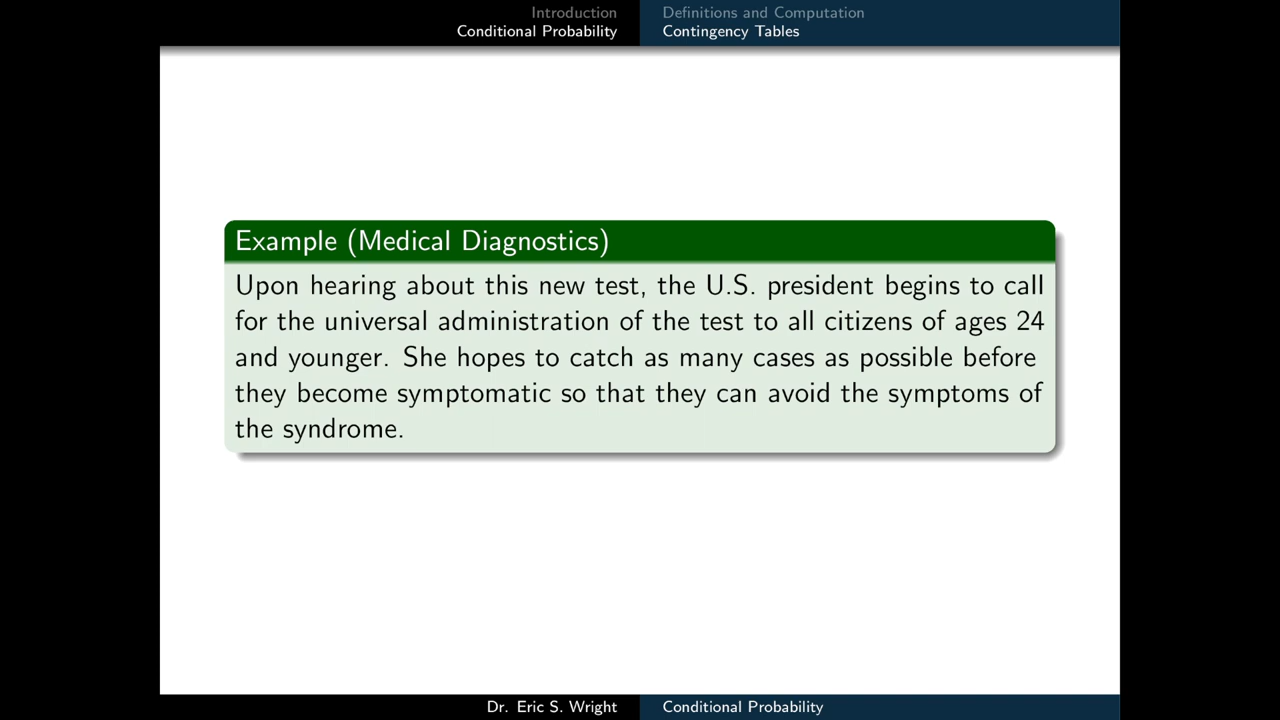 Introduction
Conditional Probability
Definitions and Computation
Contingency Tables
Example (Medical Diagnostics)
Upon hearing about this new test, the U.S. president begins to call
for the universal administration of the test to all citizens of ages 24
and younger. She hopes to catch as many cases as possible before
they become symptomatic so that they can avoid the symptoms of
the syndrome.
Dr. Eric S. Wright
Conditional Probability